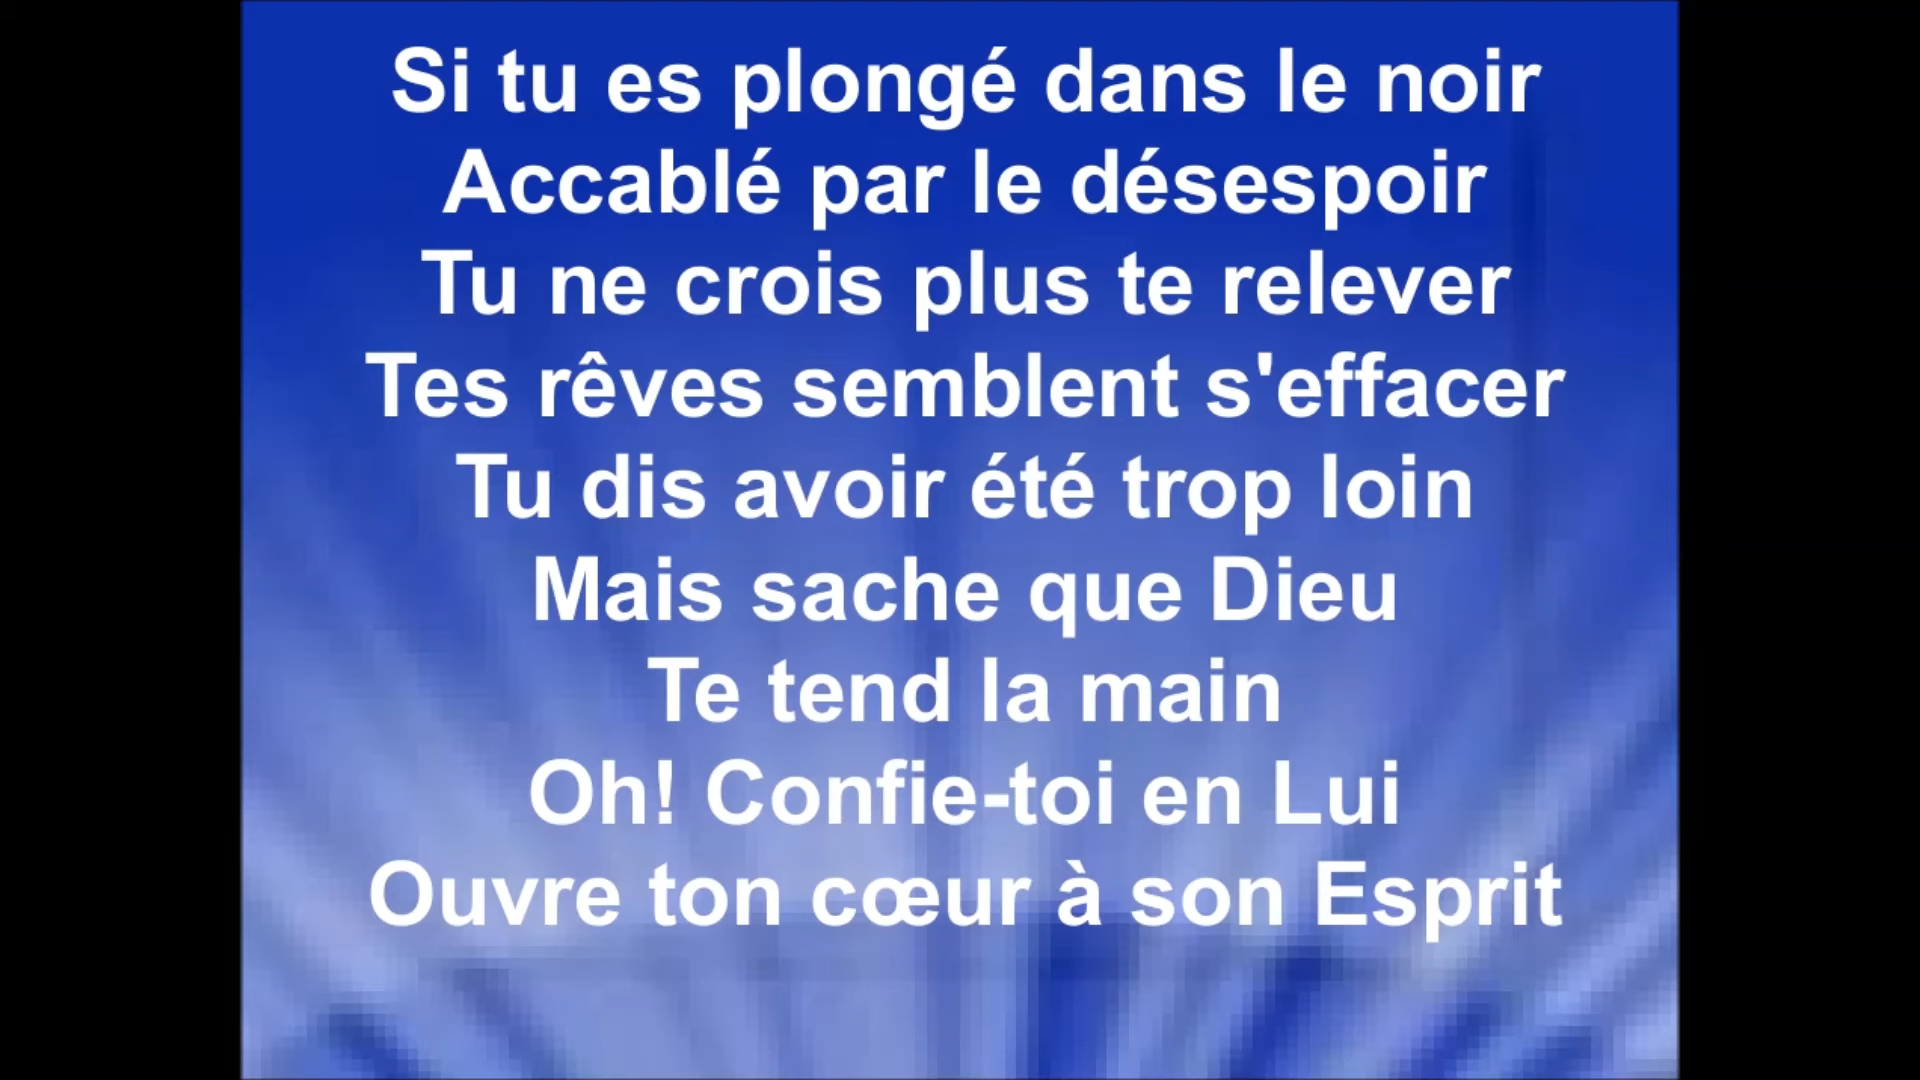 Si tu es plongé dans le noir
Accablé par le désespoir
Tu ne crois plus te relever
Tes rêves semblent s'effacer
Tu dis avoir été trop loin
Mais sache que Dieu
Te tend la main
Oh! Confie-toi en Lui
Ouvre ton cœur à son Esprit